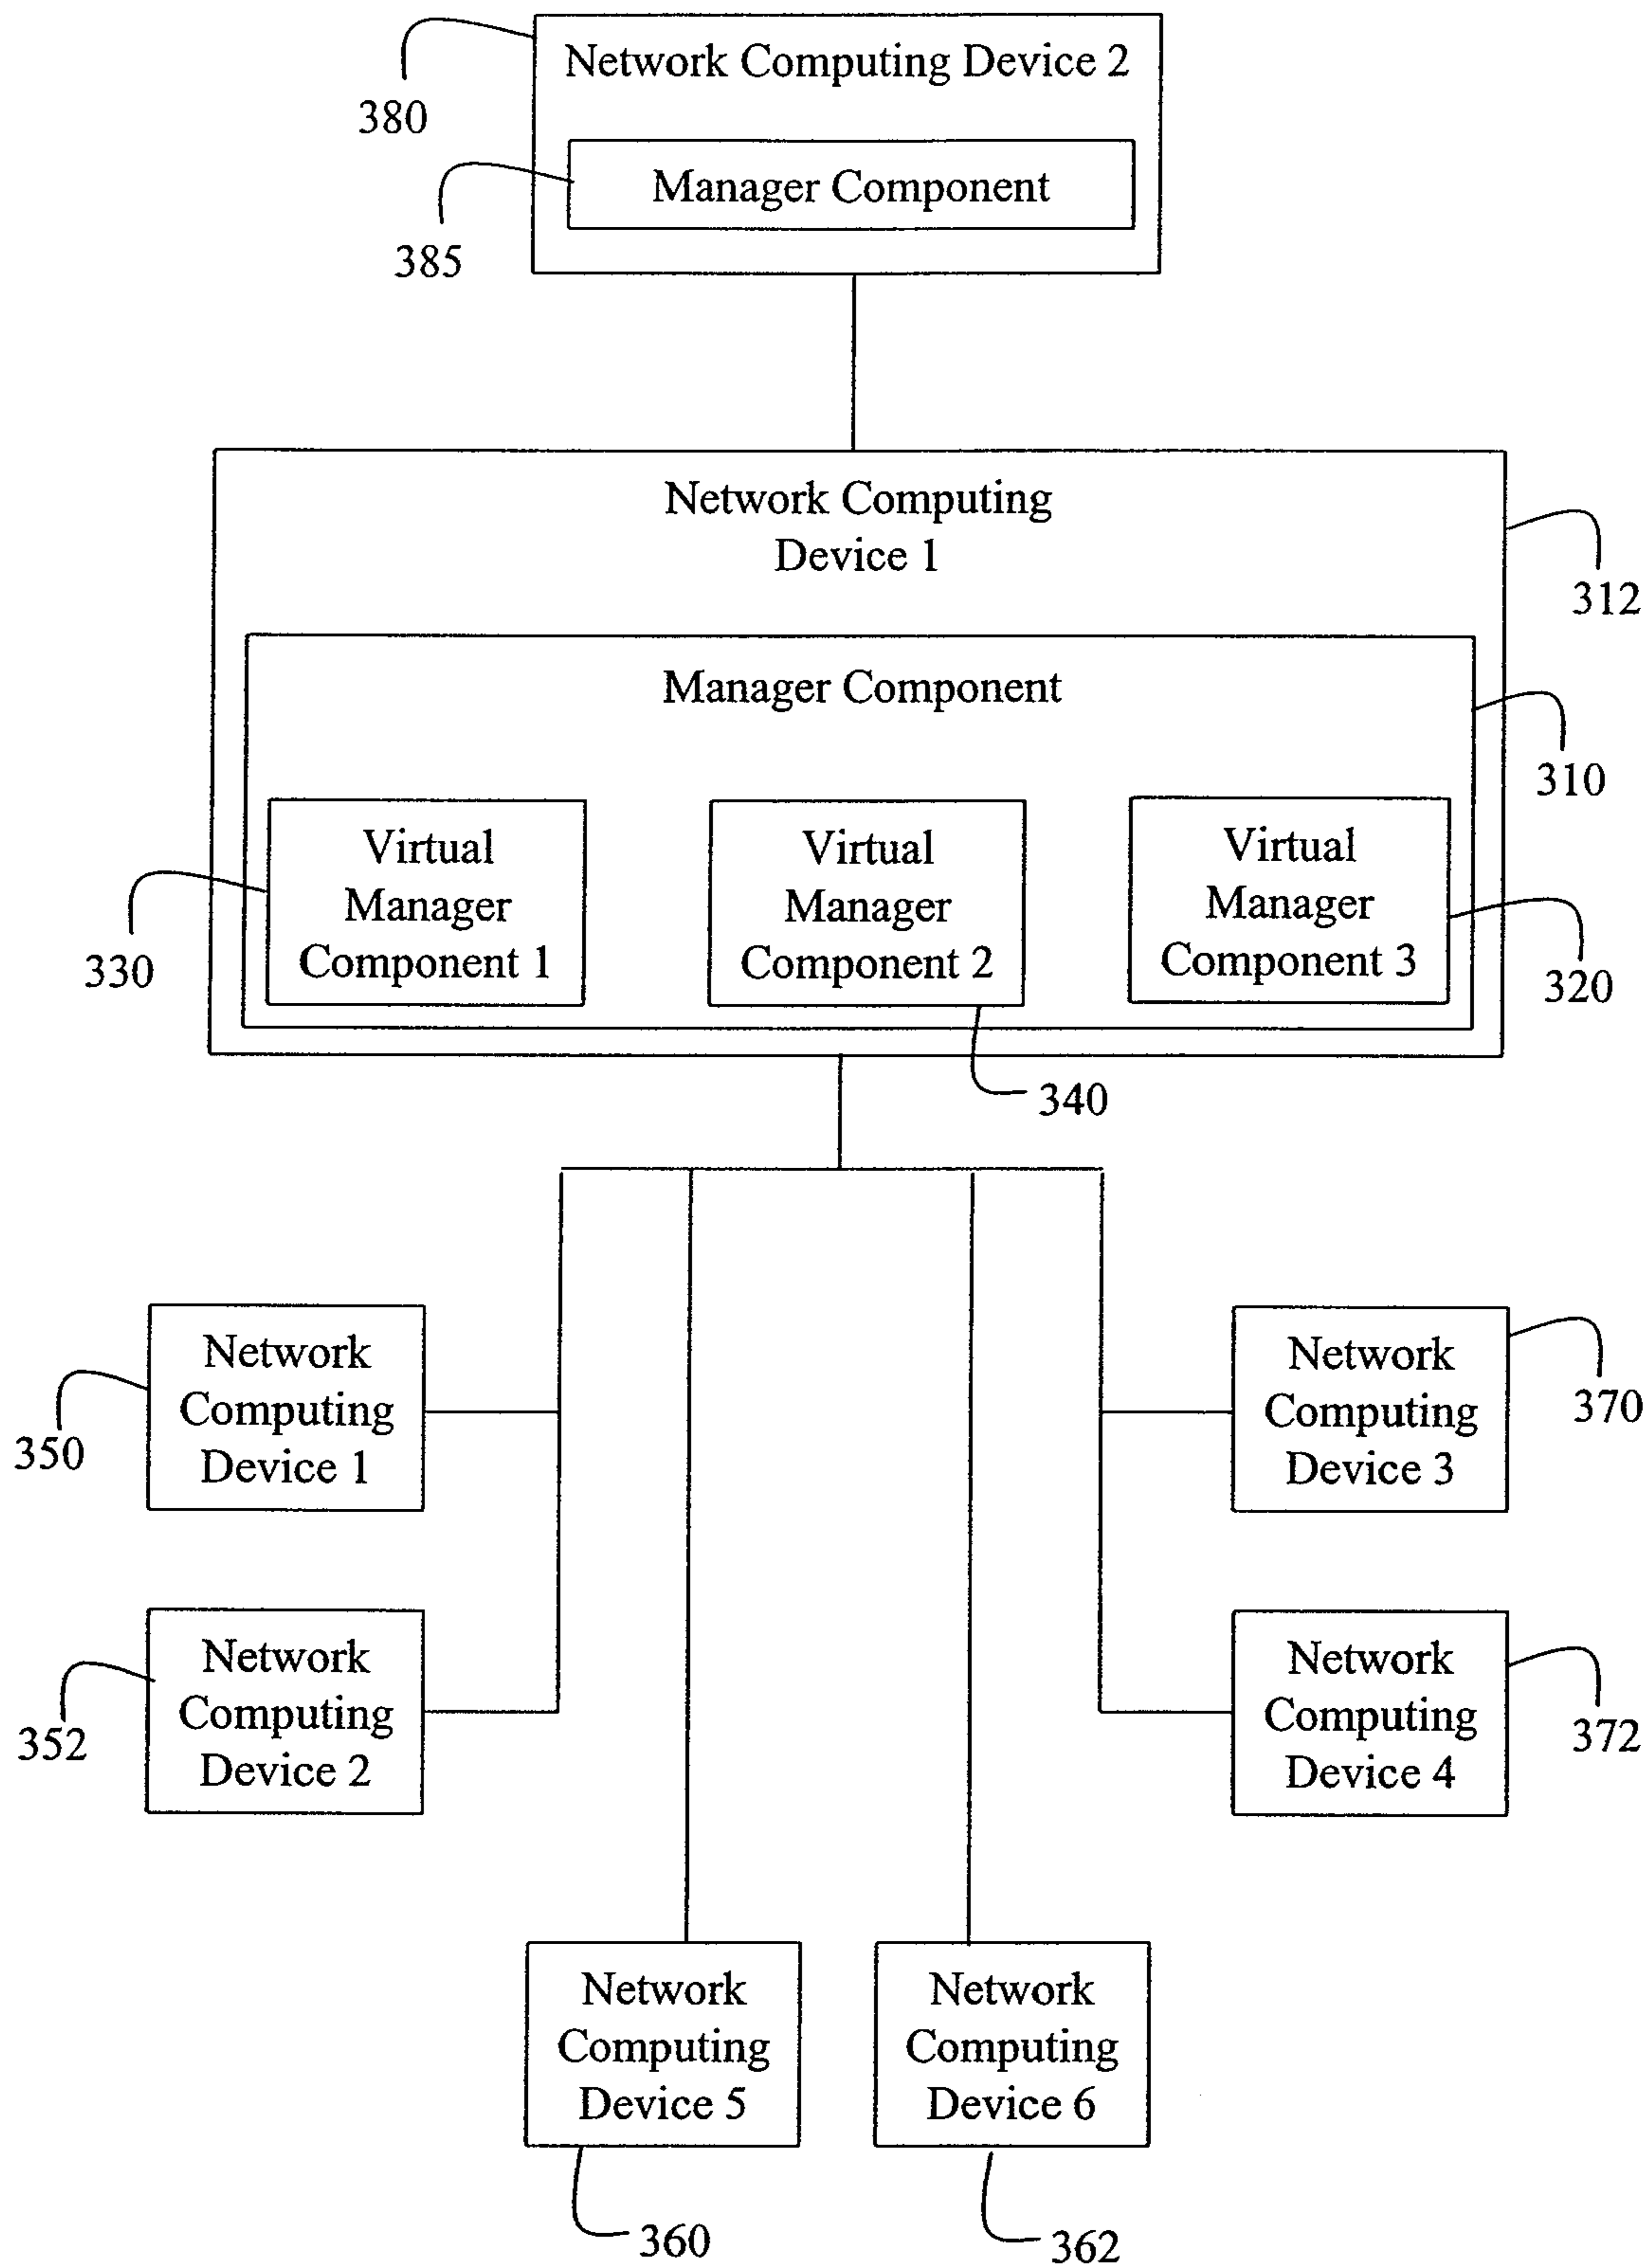 Network Computing Device 2
380
Manager Component
385
Network Computing
Device 1
312
Manager Component
310
Virtual
Manager
Component 1
330
Virtual
Manager
Component 2
340
Virtual
Manager
Component 3
320
Network
Computing
Device 1
350
Network
Computing
Device 3
370
Network
Computing
Device 2
352
Network
Computing
Device 4
372
Network
Computing
Device 5
360
Network
Computing
Device 6
362